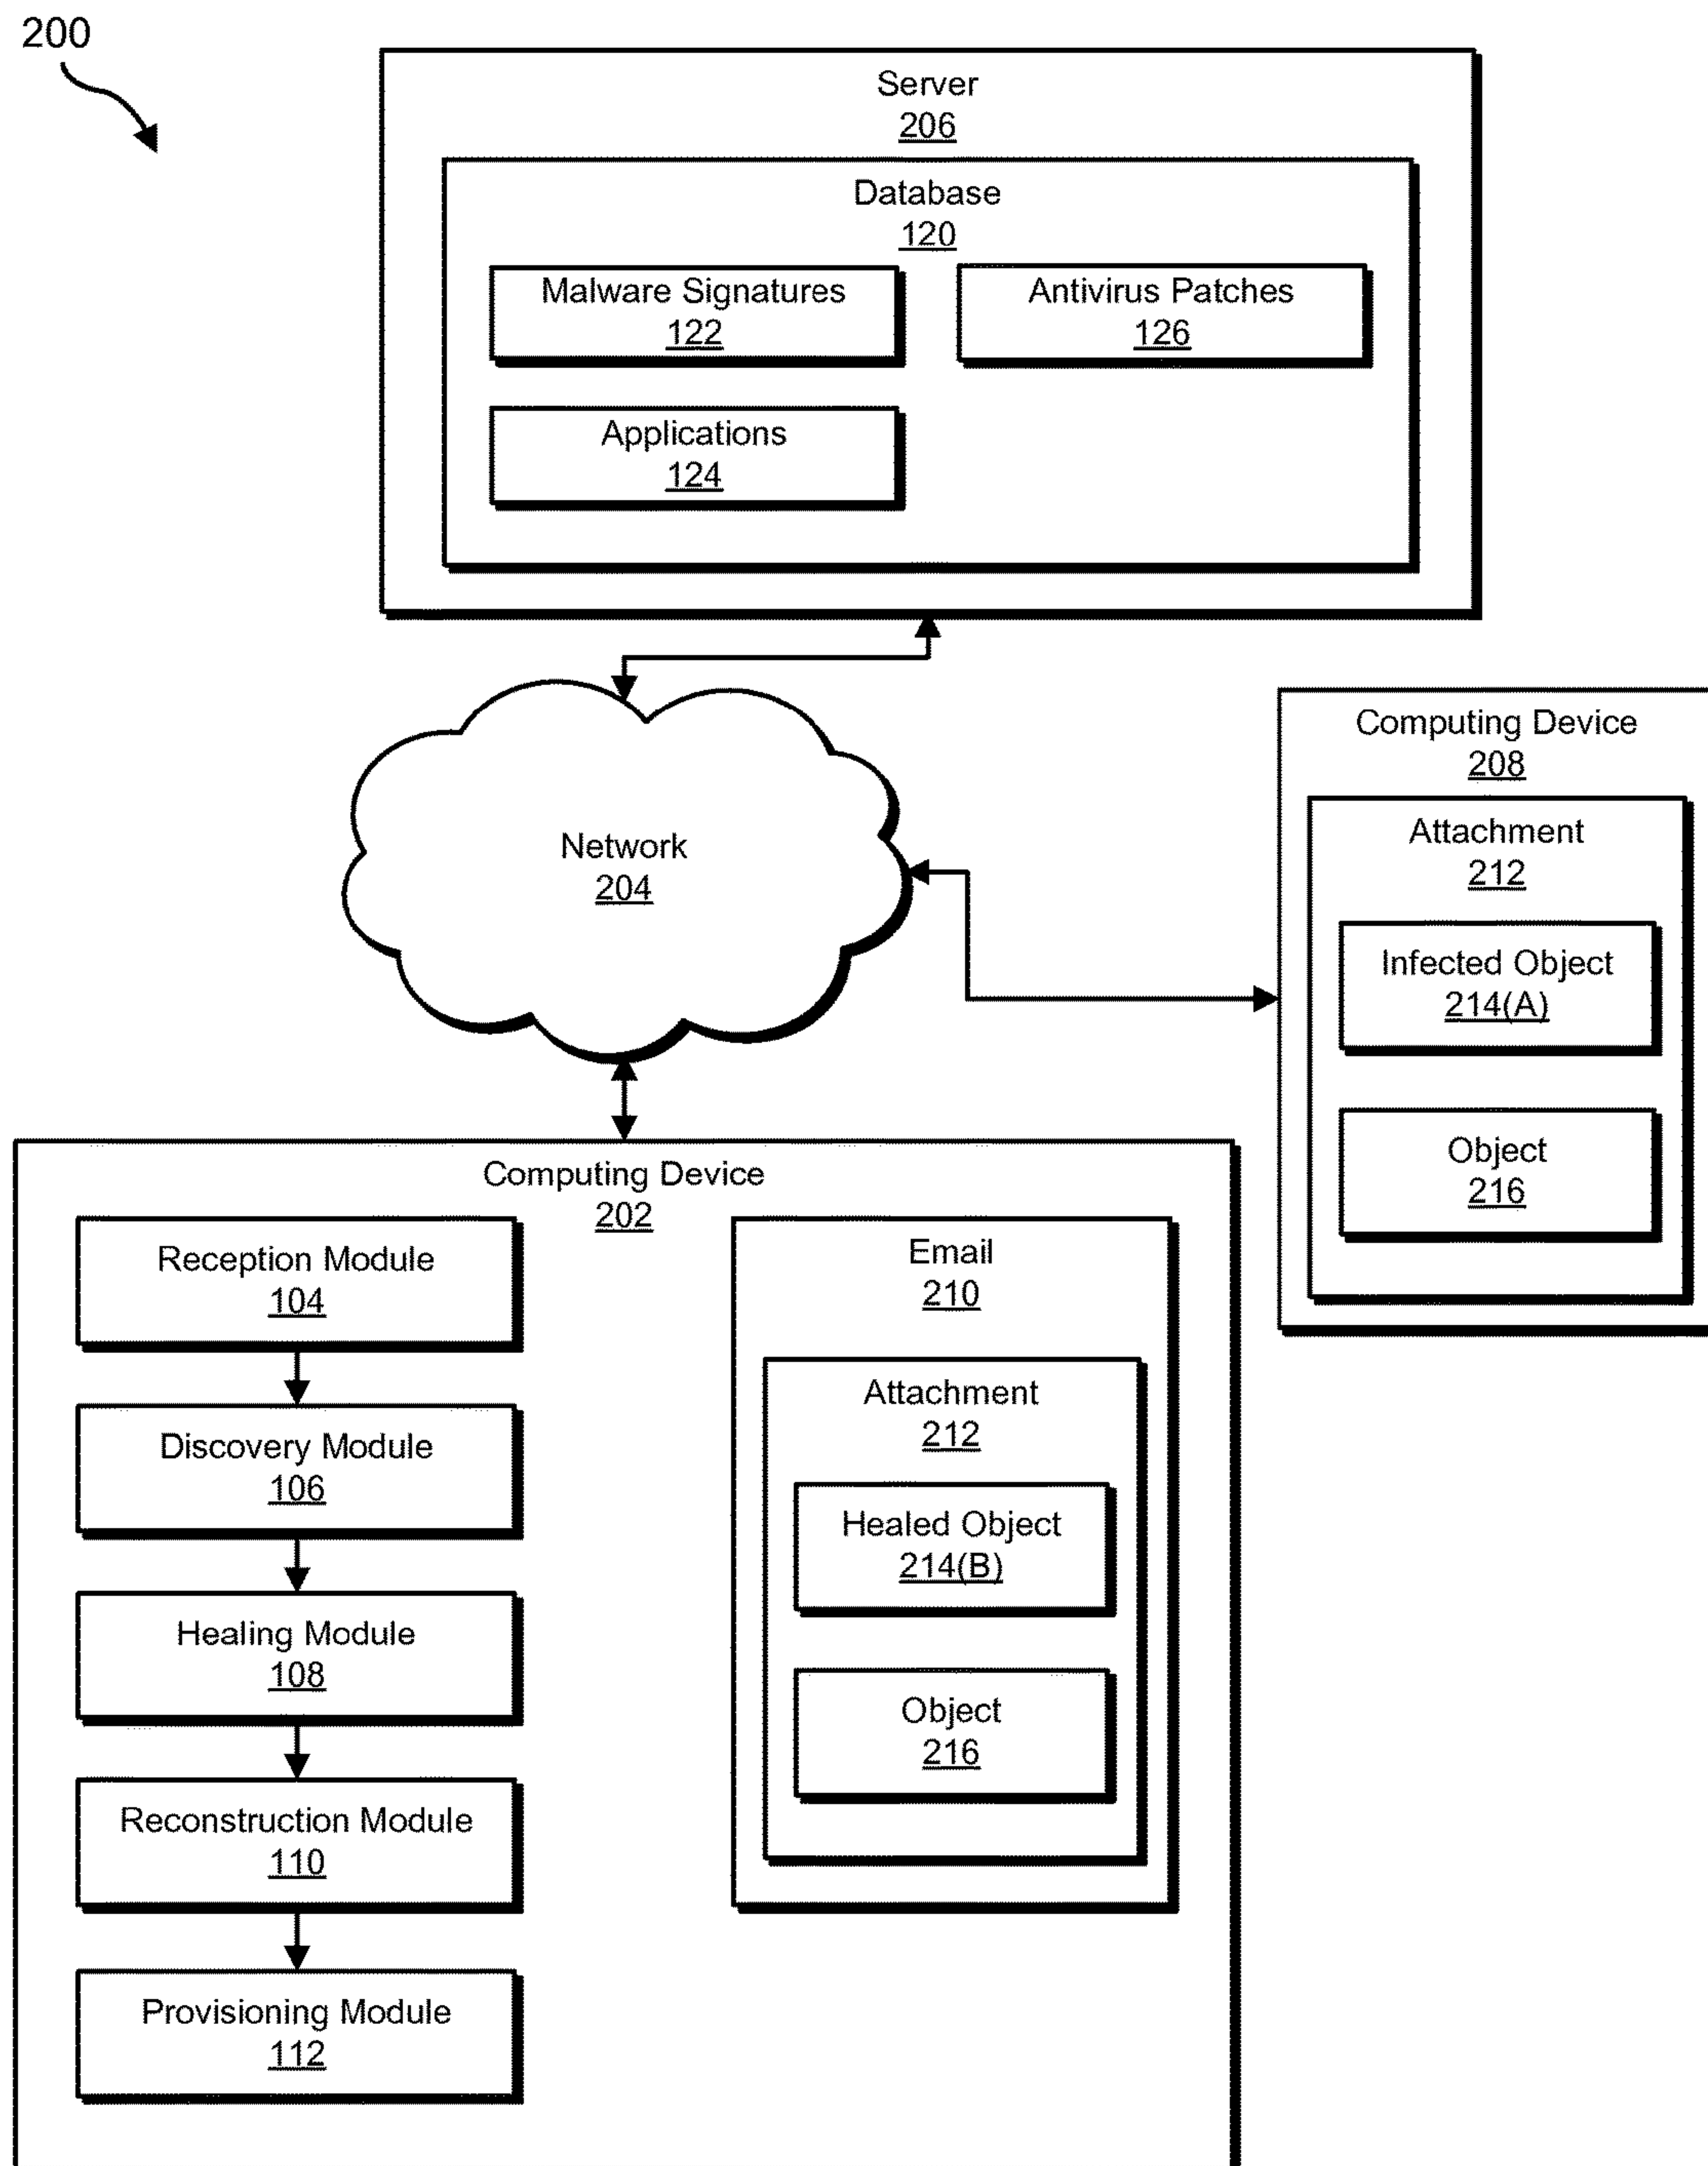 200
Server
206
Database
120
Malware Signatures
122
Antivirus Patches
126
Applications
124
Network
204
Computing Device
208
Attachment
212
Infected Object
214(A)
Object
216
Computing Device
202
Reception Module
104
Discovery Module
106
Healing Module
108
Reconstruction Module
110
Provisioning Module
112
Email
210
Attachment
212
Healed Object
214(B)
Object
216